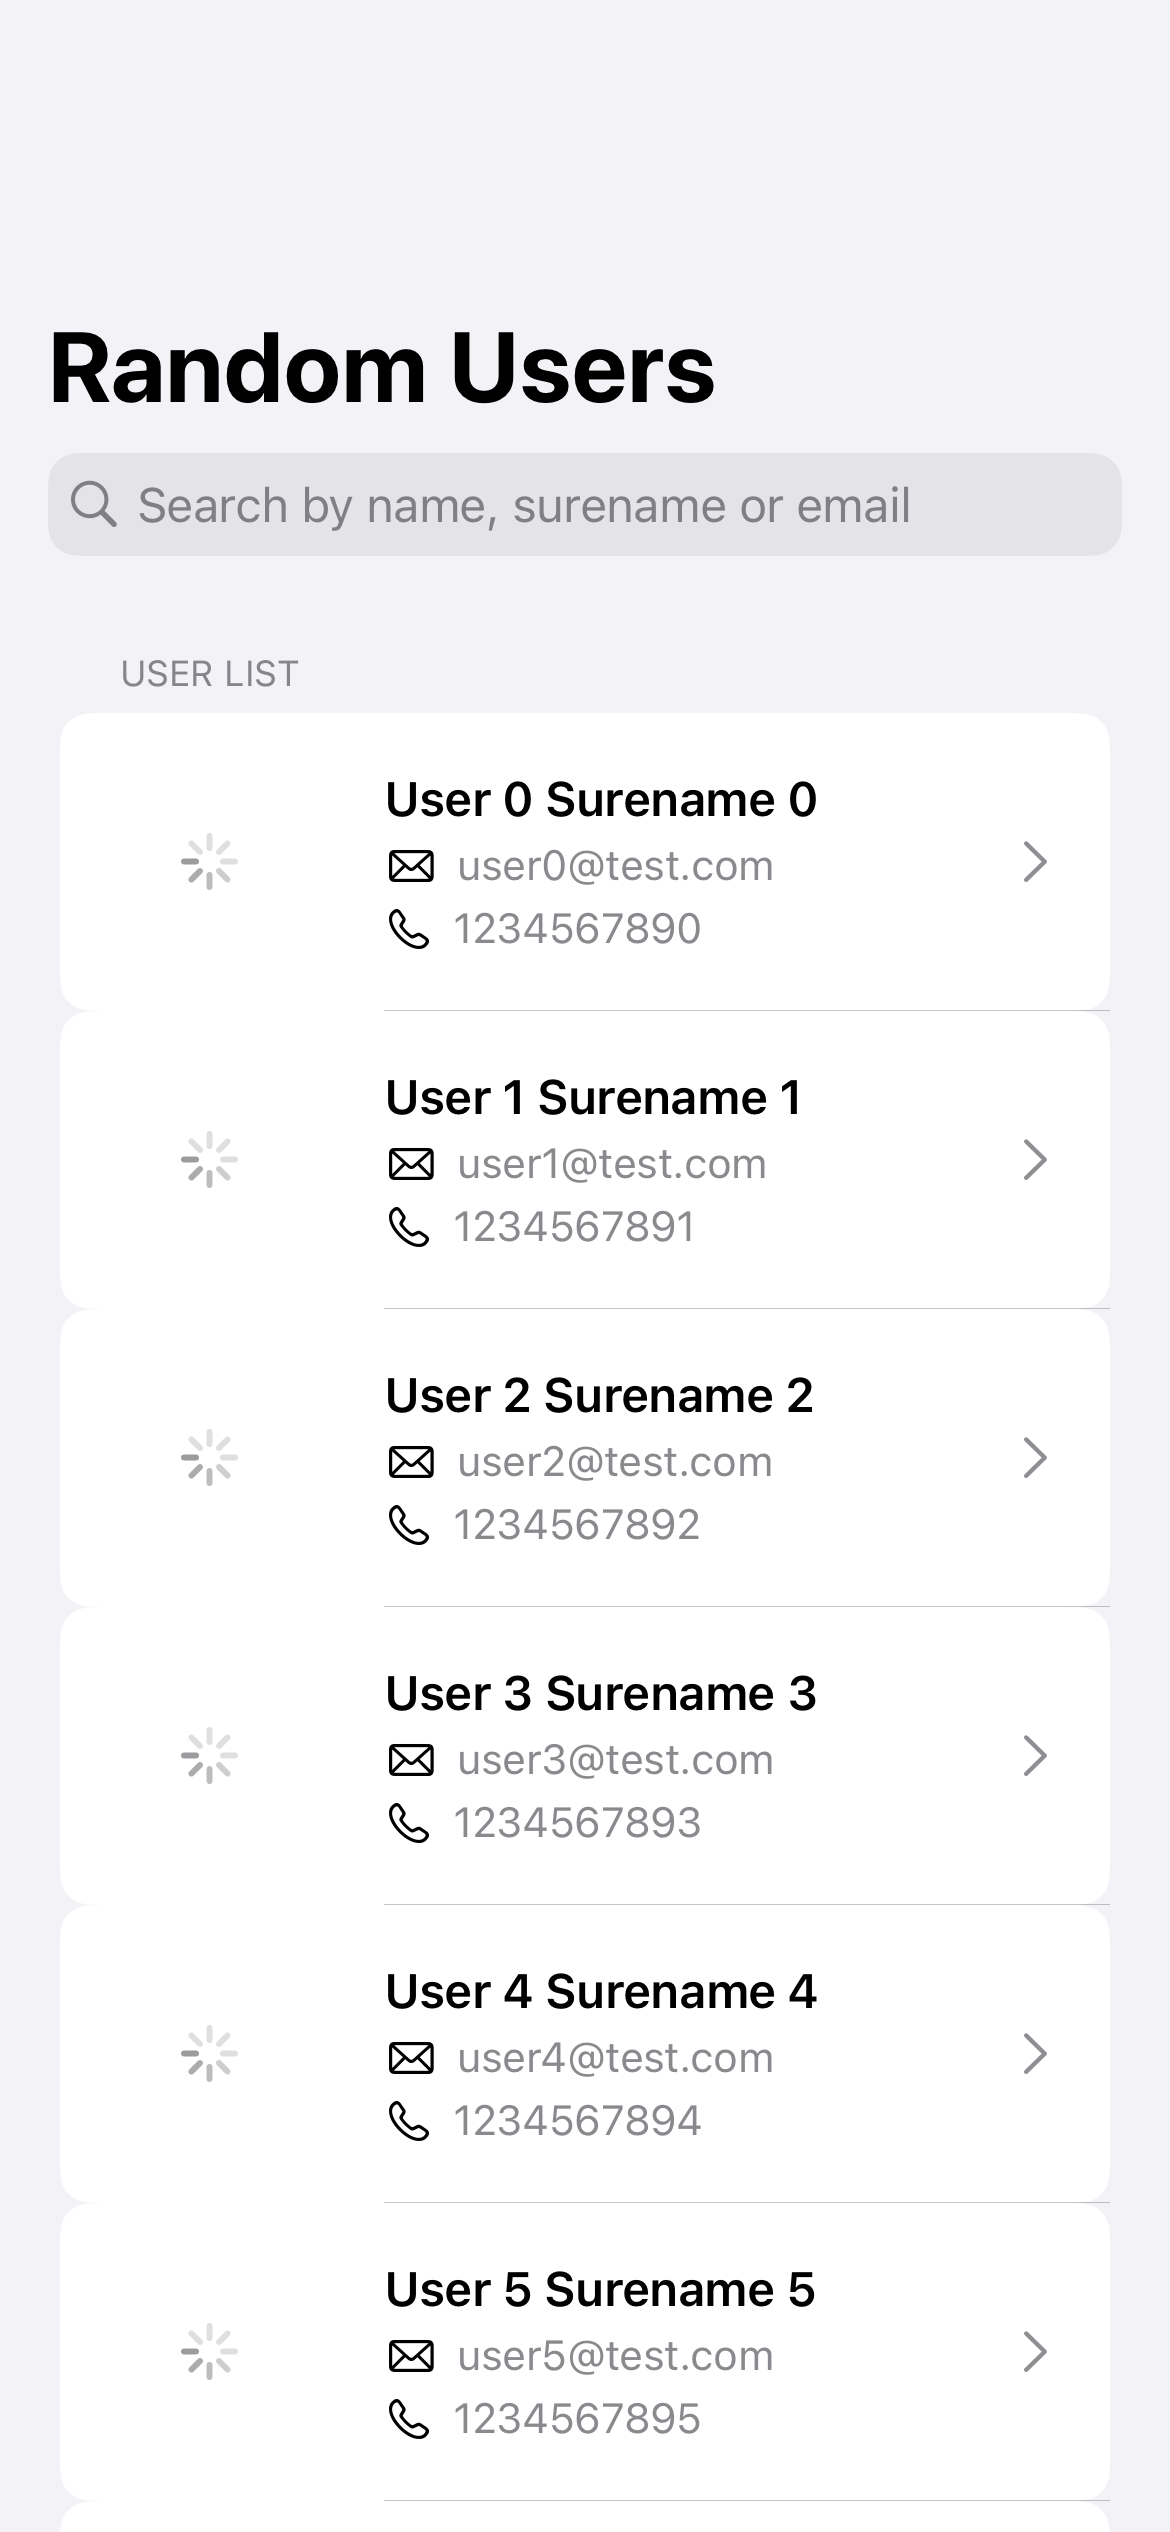 Random Users
Search by name, surename or email
USER LIST
User 0 Surename 0
user0@test.com
1234567890
User 1 Surename 1
user1@test.com
1234567891
User 2 Surename 2
user2@test.com
1234567892
User 3 Surename 3
user3@test.com
1234567893
User 4 Surename 4
user4@test.com
1234567894
User 5 Surename 5
user5@test.com
1234567895